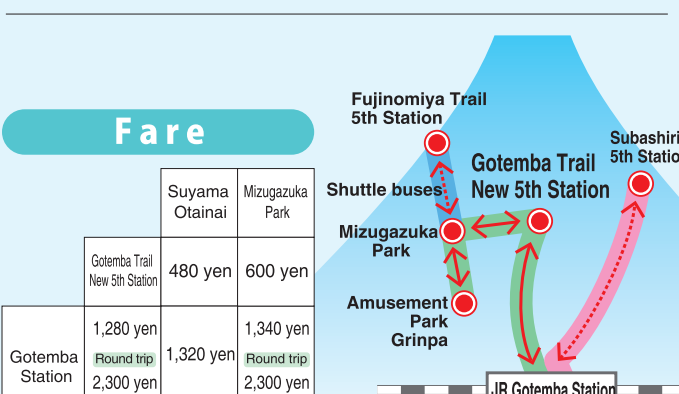 Fare
Suyama
Otainai
Mizugazuka
Park
Gotemba Trail
New 5th Station
480 yen
600 yen
Gotemba
Station
1,280 yen
Round trip
2,300 yen
1,320 yen
1,340 yen
Round trip
2,300 yen
Fujinomiya Trail
5th Station
Subashiri
5th Statio
Gotemba Trail
New 5th Station
Shuttle buses
Mizugazuka
Park
Amusement
Park
Grinpa
JR Gotemba Station